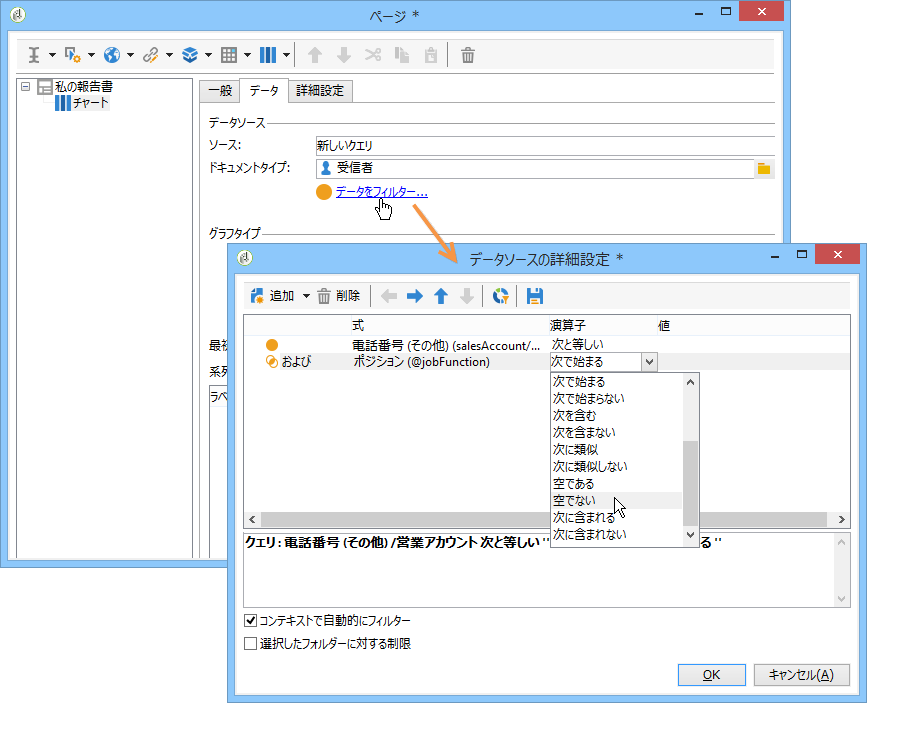 ページ *
私の報告書
チャート
一般 データ 詳細設定
データソース
ソース: 新しいクエリ
ドキュメントタイプ: 受信者
データをフィルター...
グラフタイプ
最初
系列
ラベ
データソースの詳細設定 *
追加 削除
式 演算子 値
電話番号 (その他) (salesAccount/... 次と等しい
および ポジション (@jobFunction) 次で始まる
次で始まる
次で始まらない
次を含む
次を含まない
次に類似
次に類似しない
空である
空でない
次に含まれる
次に含まれない
クエリ: 電話番号 (その他) /営業アカウント 次と等しい '' る ''
コンテキストで自動的にフィルター
選択したフォルダーに対する制限
OK キャンセル(A)